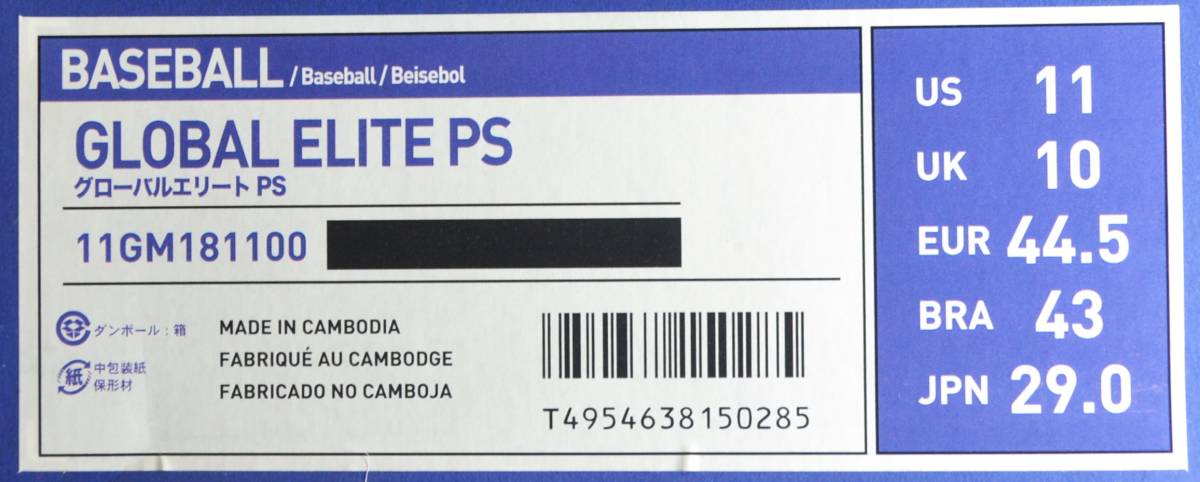 BASEBALL / Baseball / Beisebol
GLOBAL ELITE PS
グローバルエリート PS
11GM181100
ダンボール：箱
紙
中包装紙
保形材
MADE IN CAMBODIA
FABRIQUÉ AU CAMBODGE
FABRICADO NO CAMBOJA
T4954638150285
US 11
UK 10
EUR 44.5
BRA 43
JPN 29.0